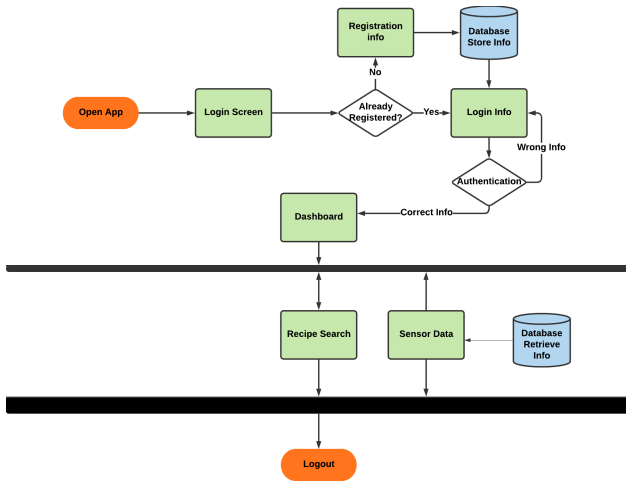 Registration
info
Database
Store Info
No
Open App
Login Screen
Already
Registered?
Yes
Login Info
Wrong Info
Authentication
Correct Info
Dashboard
Recipe Search
Sensor Data
Database
Retrieve
Info
Logout